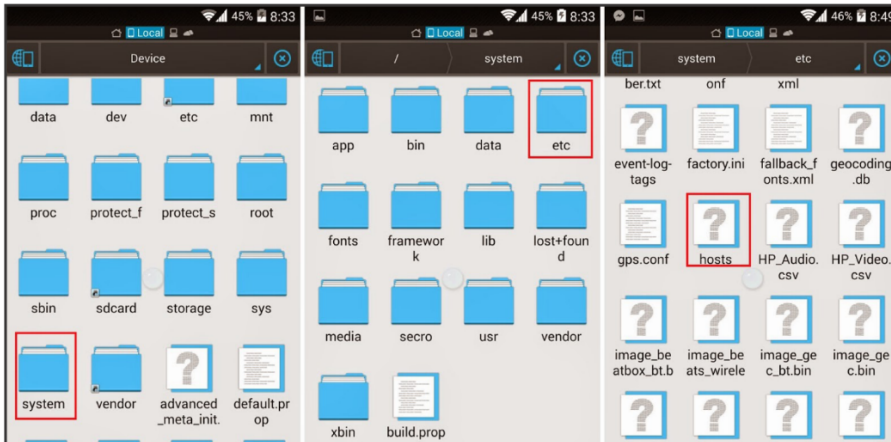 45% 8:33
Local
Device
data dev etc mnt
proc protect_f protect_s root
sbin sdcard storage sys
system vendor advanced default.pr
_meta_init. op
45% 8:33
Local
/ system
app bin data etc
fonts framewor lib lost+foun
k d
media secro usr vendor
xbin build.prop
46% 8:49
Local
system etc
ber.txt onf xml
event-log- factory.ini fallback_f geocoding
tags onts.xml .db
gps.conf hosts HP_Audio. HP_Video.
csv csv
image_be image_be image_ge image_ge
atbox_bt.b ats_wirele c_bt.bin c.bin